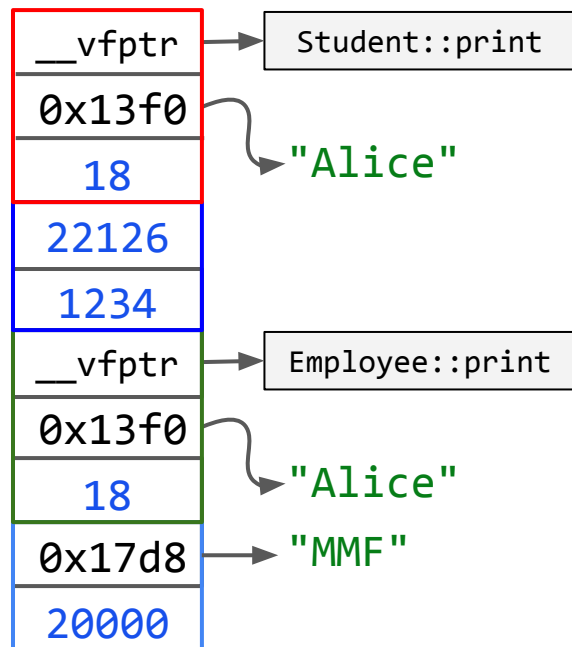 __vfptr Student::print
0x13f0
18 "Alice"
22126
1234
__vfptr Employee::print
0x13f0
18 "Alice"
0x17d8 "MMF"
20000